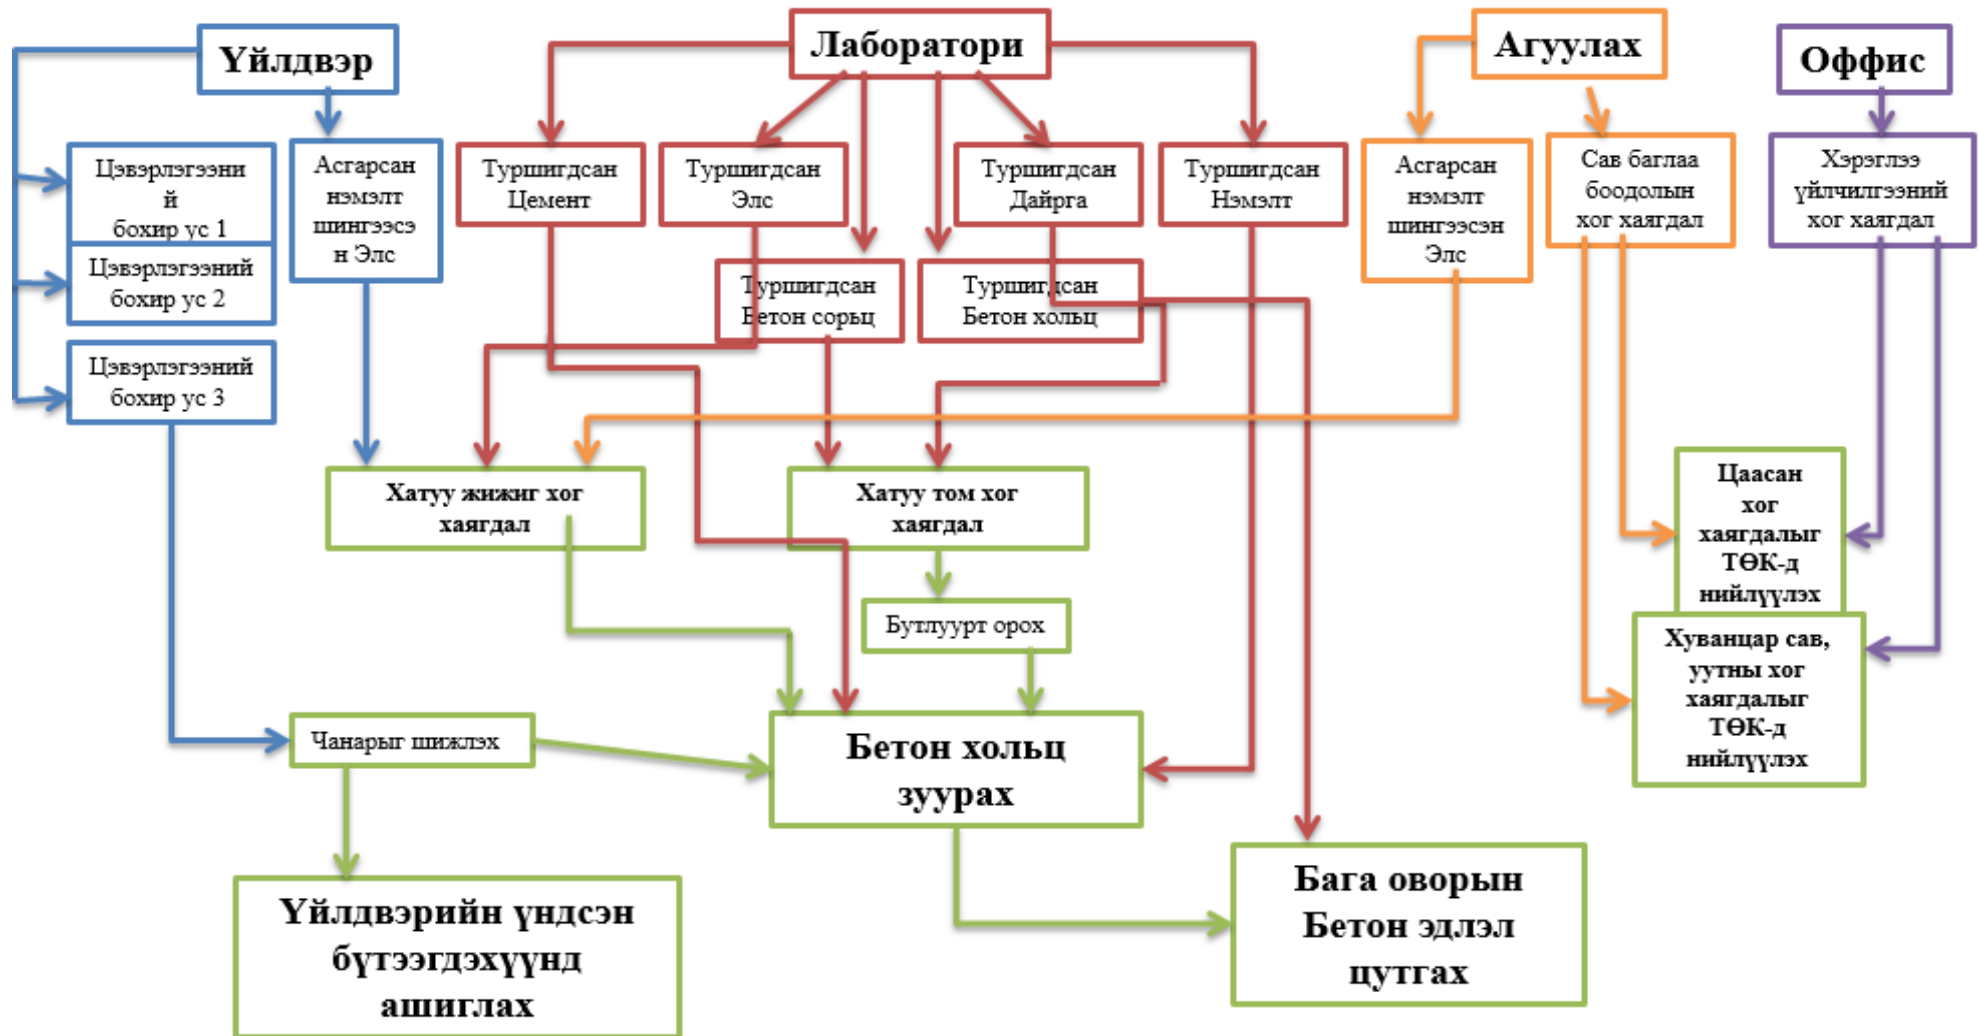 Үйлдвэр
Лаборатори
Агуулах
Оффис
Цэвэрлэгээни
й
бохир ус 1
Асгарсан
нэмэлт
шингээсэ
н Элс
Туршигдсан
Цемент
Туршигдсан
Элс
Туршигдсан
Дайрга
Туршигдсан
Нэмэлт
Асгарсан
нэмэлт
шингээсэн
Элс
Сав баглаа
боодолын
хог хаягдал
Хэрэглээ
үйлчилгээний
хог хаягдал
Цэвэрлэгээний
бохир ус 2
Туршигдсан
Бетон сорьц
Туршигдсан
Бетон хольц
Цэвэрлэгээний
бохир ус 3
Хатуу жижиг хог
хаягдал
Хатуу том хог
хаягдал
Цаасан
хог
хаягдалыг
ТӨК-д
нийлүүлэх
Бутлуурт орох
Хуванцар сав,
уутны хог
хаягдалыг
ТӨК-д
нийлүүлэх
Чанарыг шижлэх
Бетон хольц
зуурах
Үйлдвэрийн үндсэн
бүтээгдэхүүнд
ашиглах
Бага оворын
Бетон эдлэл
цутгах